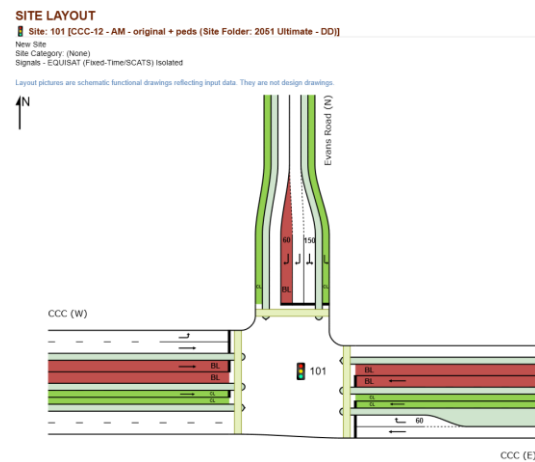 SITE LAYOUT
Site: 101 [CCC-12 - AM - original + peds (Site Folder: 2051 Ultimate - DD)]
New Site
Site Category: (None)
Signals - EQUISAT (Fixed-Time/SCATS) Isolated
Layout pictures are schematic functional drawings reflecting input data. They are not design drawings.
N
Evans Road (N)
60 150
BL
CCC (W)
BL
BL
101
BL
BL
60
CCC (E)